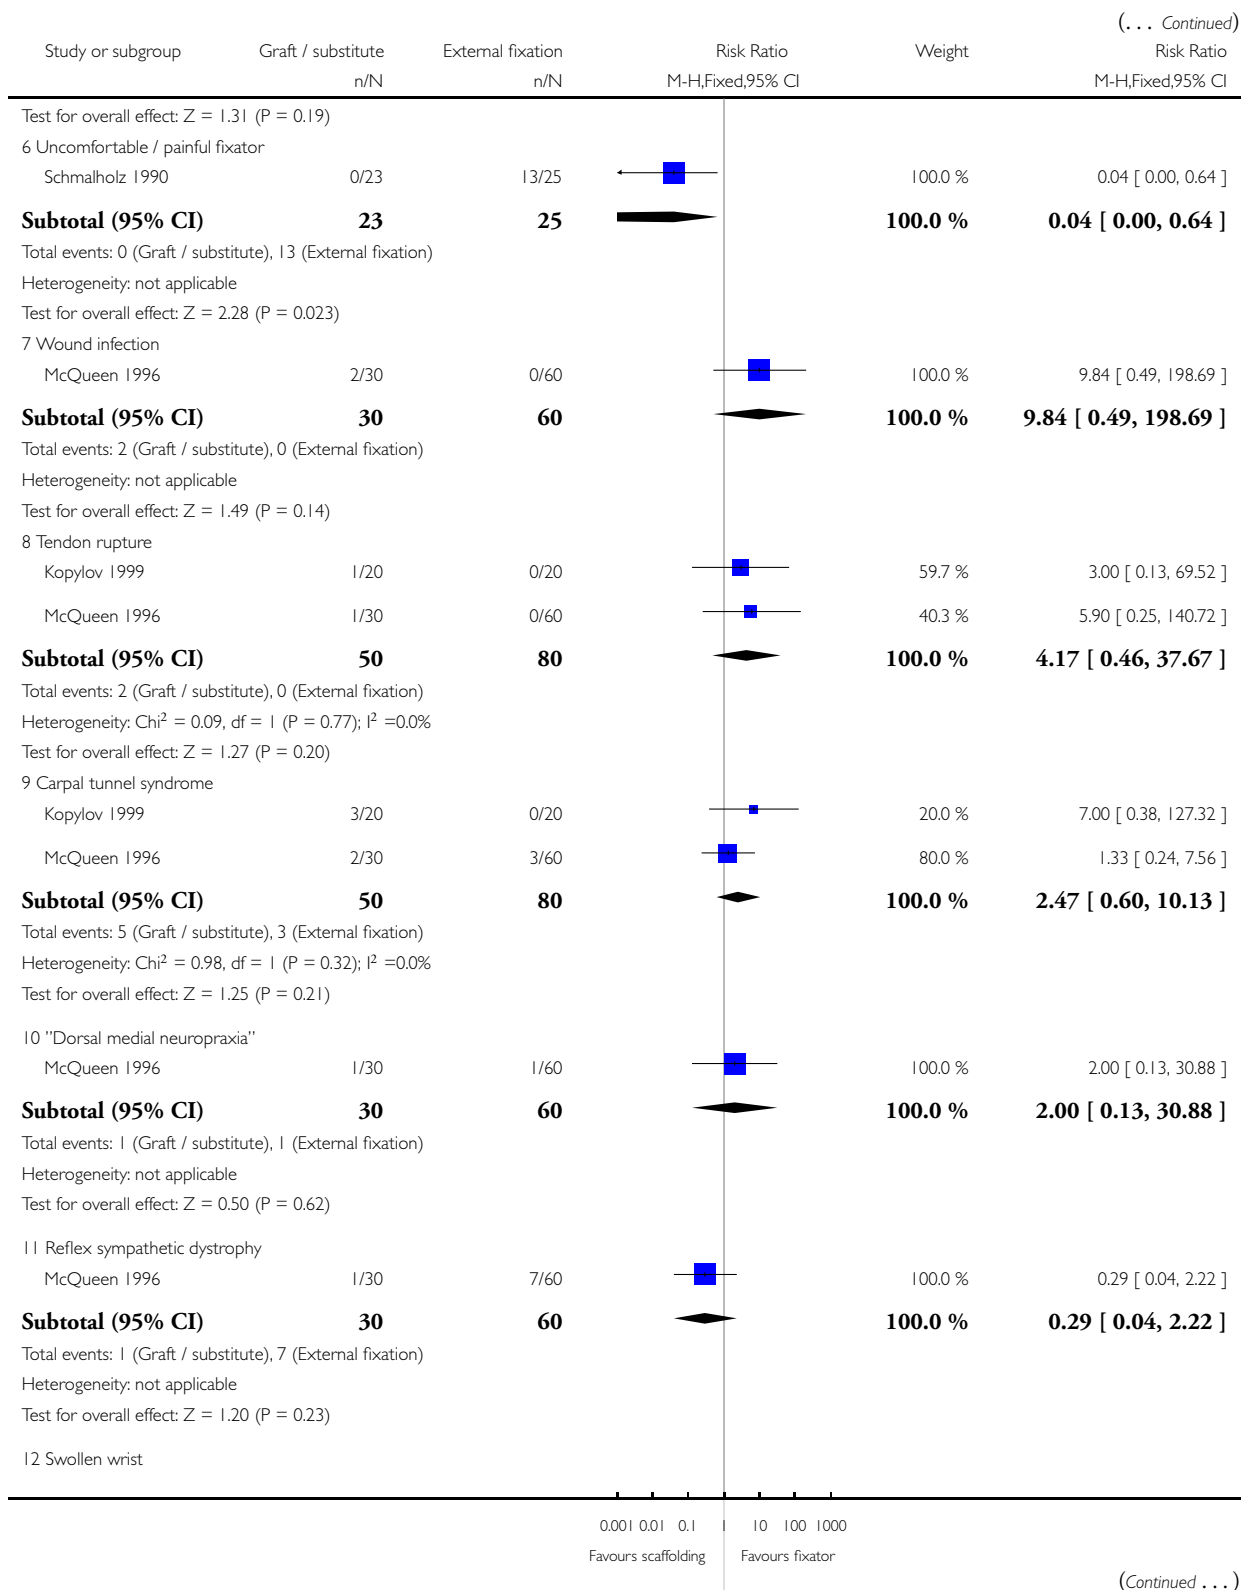 (... Continued)
Study or subgroup Graft / substitute External fixation Risk Ratio Weight Risk Ratio
n/N n/N M-H,Fixed,95% CI M-H,Fixed,95% CI
Test for overall effect: Z = 1.31 (P = 0.19)
6 Uncomfortable / painful fixator
Schmalholz 1990 0/23 13/25 100.0 % 0.04 [ 0.00, 0.64 ]
Subtotal (95% CI) 23 25 100.0 % 0.04 [ 0.00, 0.64 ]
Total events: 0 (Graft / substitute), 13 (External fixation)
Heterogeneity: not applicable
Test for overall effect: Z = 2.28 (P = 0.023)
7 Wound infection
McQueen 1996 2/30 0/60 100.0 % 9.84 [ 0.49, 198.69 ]
Subtotal (95% CI) 30 60 100.0 % 9.84 [ 0.49, 198.69 ]
Total events: 2 (Graft / substitute), 0 (External fixation)
Heterogeneity: not applicable
Test for overall effect: Z = 1.49 (P = 0.14)
8 Tendon rupture
Kopylov 1999 1/20 0/20 59.7 % 3.00 [ 0.13, 69.52 ]
McQueen 1996 1/30 0/60 40.3 % 5.90 [ 0.25, 140.72 ]
Subtotal (95% CI) 50 80 100.0 % 4.17 [ 0.46, 37.67 ]
Total events: 2 (Graft / substitute), 0 (External fixation)
Heterogeneity: Chi² = 0.09, df = 1 (P = 0.77); I² =0.0%
Test for overall effect: Z = 1.27 (P = 0.20)
9 Carpal tunnel syndrome
Kopylov 1999 3/20 0/20 20.0 % 7.00 [ 0.38, 127.32 ]
McQueen 1996 2/30 3/60 80.0 % 1.33 [ 0.24, 7.56 ]
Subtotal (95% CI) 50 80 100.0 % 2.47 [ 0.60, 10.13 ]
Total events: 5 (Graft / substitute), 3 (External fixation)
Heterogeneity: Chi² = 0.98, df = 1 (P = 0.32); I² =0.0%
Test for overall effect: Z = 1.25 (P = 0.21)
10 ”Dorsal medial neuropraxia”
McQueen 1996 1/30 1/60 100.0 % 2.00 [ 0.13, 30.88 ]
Subtotal (95% CI) 30 60 100.0 % 2.00 [ 0.13, 30.88 ]
Total events: 1 (Graft / substitute), 1 (External fixation)
Heterogeneity: not applicable
Test for overall effect: Z = 0.50 (P = 0.62)
11 Reflex sympathetic dystrophy
McQueen 1996 1/30 7/60 100.0 % 0.29 [ 0.04, 2.22 ]
Subtotal (95% CI) 30 60 100.0 % 0.29 [ 0.04, 2.22 ]
Total events: 1 (Graft / substitute), 7 (External fixation)
Heterogeneity: not applicable
Test for overall effect: Z = 1.20 (P = 0.23)
12 Swollen wrist
0.001 0.01 0.1 1 10 100 1000
Favours scaffolding Favours fixator
(Continued ...)